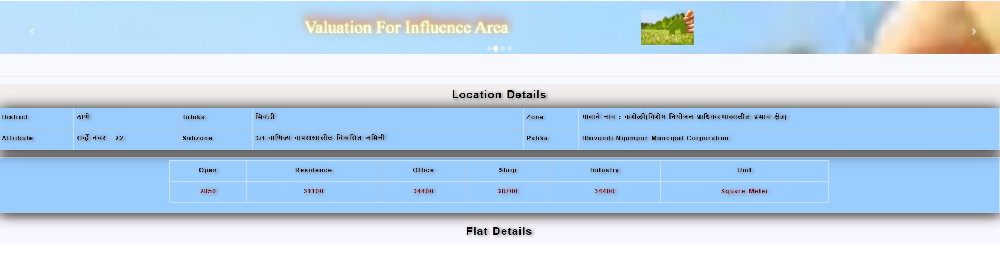 Valuation For Influence Area
Location Details
District ठाणे Taluka भिवंडी Zone गावाचे नाव : कशेळी(विशेष नियोजन प्राधिकरणाखालील प्रभाव क्षेत्र)
Attribute सर्व्हे नंबर - 22 Subzone 3/1-वाणिज्य वापराखालील विकसित जमिनी Palika Bhivandi-Nijampur Muncipal Corporation
Open Residence Office Shop Industry Unit
2850 31100 34400 38700 34400 Square Meter
Flat Details